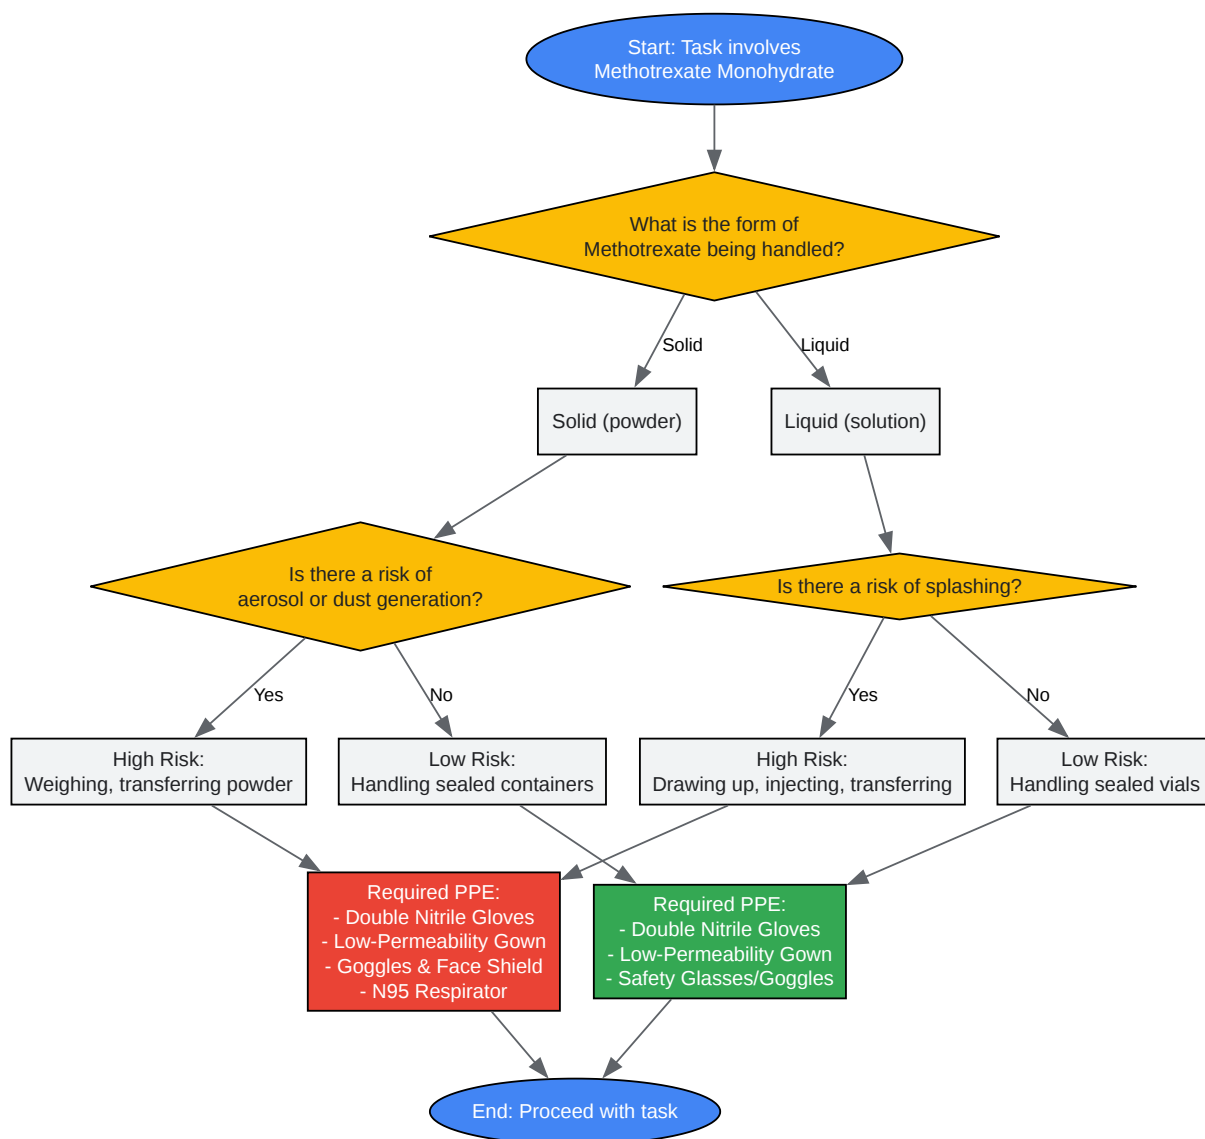 Start: Task involves
Methotrexate Monohydrate
What is the form of
Methotrexate being handled?
Solid
Liquid
Solid (powder)
Liquid (solution)
Is there a risk of
aerosol or dust generation?
Is there a risk of splashing?
Yes
No
Yes
No
High Risk:
Weighing, transferring powder
Low Risk:
Handling sealed containers
High Risk:
Drawing up, injecting, transferring
Low Risk:
Handling sealed vials
Required PPE:
- Double Nitrile Gloves
- Low-Permeability Gown
- Goggles & Face Shield
- N95 Respirator
Required PPE:
- Double Nitrile Gloves
- Low-Permeability Gown
- Safety Glasses/Goggles
End: Proceed with task